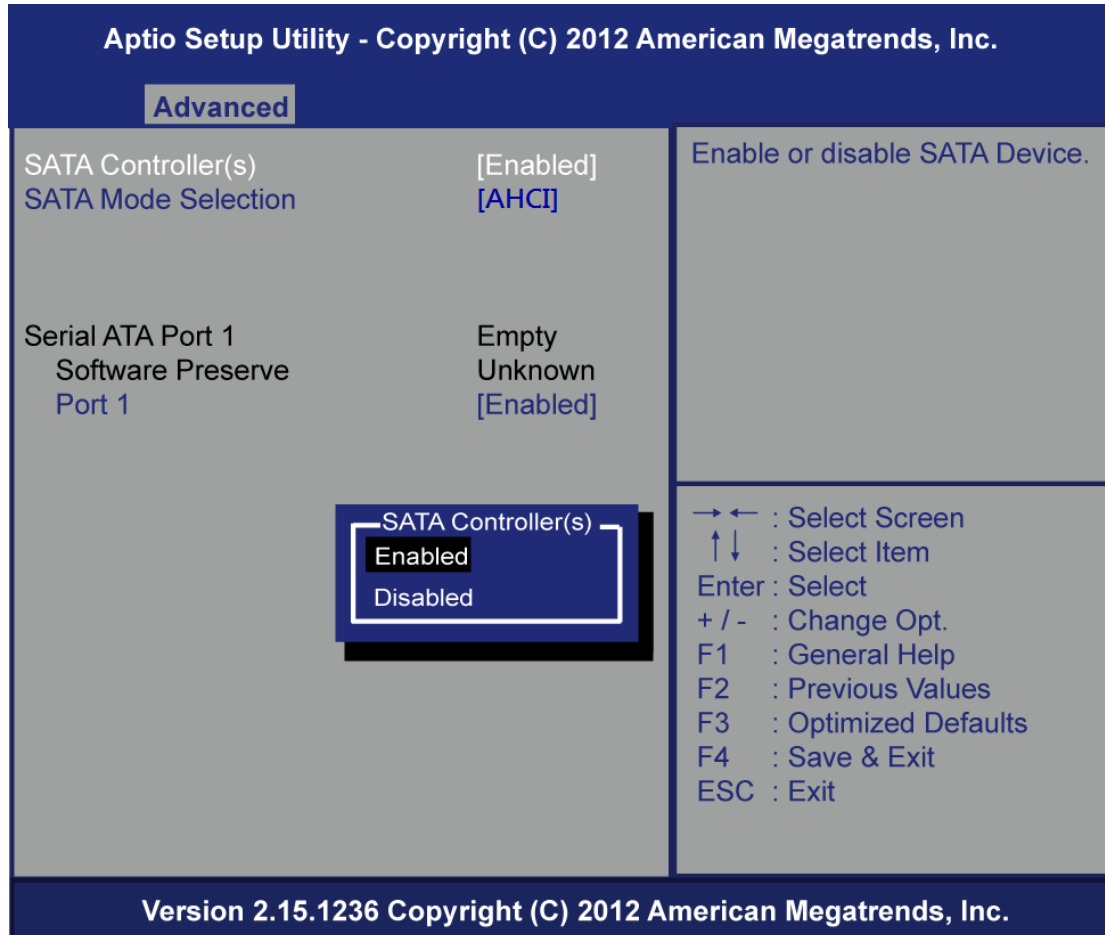 Aptio Setup Utility - Copyright (C) 2012 American Megatrends, Inc.
Advanced
SATA Controller(s) [Enabled]
SATA Mode Selection [AHCI]
Serial ATA Port 1 Empty
Software Preserve Unknown
Port 1 [Enabled]
SATA Controller(s)
Enabled
Disabled
Enable or disable SATA Device.
→ ← : Select Screen
↑↓ : Select Item
Enter : Select
+ / - : Change Opt.
F1 : General Help
F2 : Previous Values
F3 : Optimized Defaults
F4 : Save & Exit
ESC : Exit
Version 2.15.1236 Copyright (C) 2012 American Megatrends, Inc.